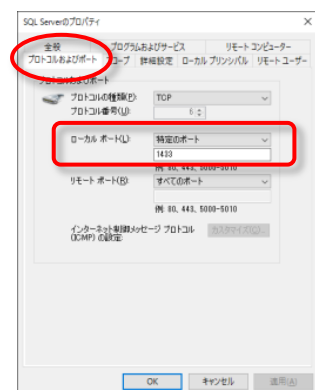 SQL Serverのプロパティ
全般 プログラムおよびサービス リモート コンピューター
プロトコルおよびポート スコープ 詳細設定 ローカル プリンシパル リモート ユーザー
プロトコルおよびポート
プロトコルの種類(P): TCP
プロトコル番号(U): 6
ローカル ポート(L): 特定のポート
1433
例: 80, 443, 5000-5010
リモート ポート(R): すべてのポート
例: 80, 443, 5000-5010
インターネット制御メッセージ プロトコル
(ICMP) の設定: カスタマイズ(C)...
OK キャンセル 適用(A)